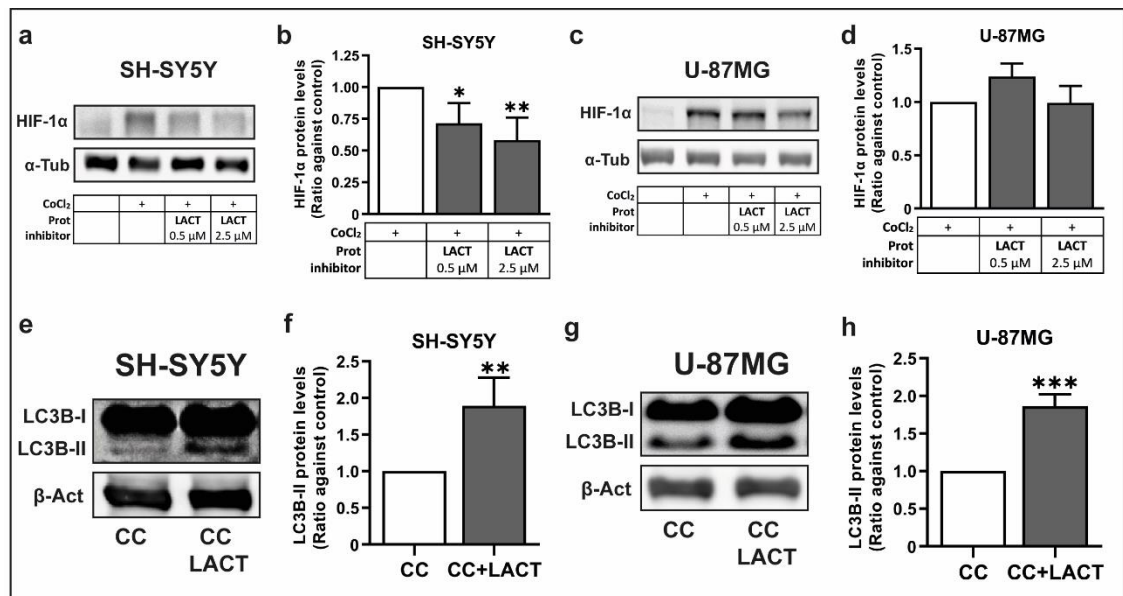 a
SH-SY5Y
HIF-1α
α-Tub
CoCl₂ + + +
Prot inhibitor LACT 0.5 μM LACT 2.5 μM
b
SH-SY5Y
HIF-1α protein levels
(Ratio against control)
1.25
1.00
0.75
0.50
0.25
0
*
**
CoCl₂ + + +
Prot inhibitor LACT 0.5 μM LACT 2.5 μM
c
U-87MG
HIF-1α
α-Tub
CoCl₂ + + +
Prot inhibitor LACT 0.5 μM LACT 2.5 μM
d
U-87MG
HIF-1α protein levels
(Ratio against control)
1.5
1.0
0.5
0
CoCl₂ + + +
Prot inhibitor LACT 0.5 μM LACT 2.5 μM
e
SH-SY5Y
LC3B-I
LC3B-II
β-Act
CC CC
LACT
f
SH-SY5Y
LC3B-II protein levels
(Ratio against control)
2.5
2.0
1.5
1.0
0.5
0
**
CC CC+LACT
g
U-87MG
LC3B-I
LC3B-II
β-Act
CC CC
LACT
h
U-87MG
LC3B-II protein levels
(Ratio against control)
2.5
2.0
1.5
1.0
0.5
0
***
CC CC+LACT